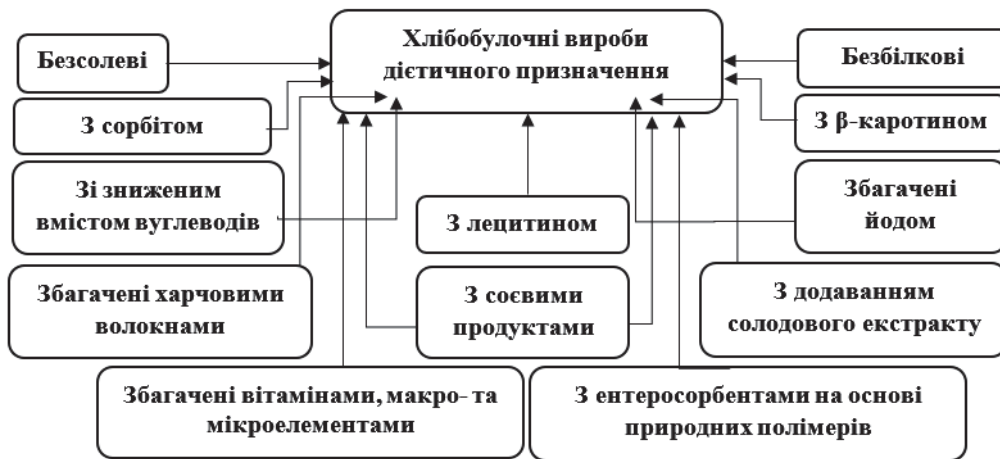 Хлібобулочні вироби
дієтичного призначення
Безсолеві
Безбілкові
З сорбітом
З β-каротином
Зі зниженим
вмістом вуглеводів
З лецитином
Збагачені
йодом
Збагачені харчовими
волокнами
З соєвими
продуктами
З додаванням
солодового екстракту
Збагачені вітамінами, макро- та
мікроелементами
З ентеросорбентами на основі
природних полімерів